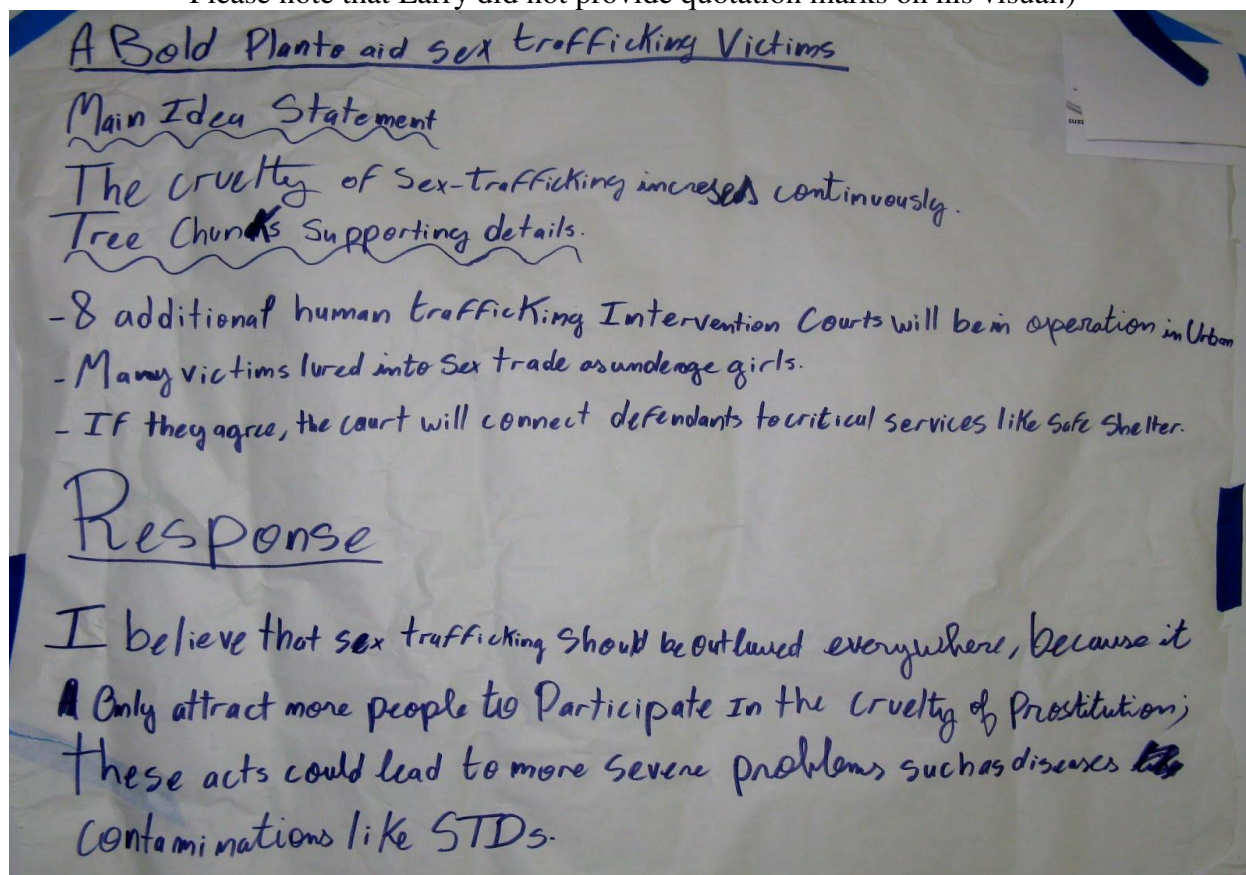 Please note that Larry did not provide quotation marks on his visual.)
A Bold Planto aid sex trafficking Victims
Main Idea Statement
The cruelty of Sex-trafficking increses continuously.
Tree Chunks Supporting details.
-8 additional human trafficking Intervention Courts will be in operation in Urban
- Many victims lured into Sex trade as underage girls.
- If they agree, the court will connect defendants to critical services like Safe Shelter.
Response
I believe that sex trafficking Should be outlawed everywhere, because it
Only attract more people to Participate In the Cruelty of Prostitution;
these acts could lead to more severe problems such as diseases
Contaminations like STDs.